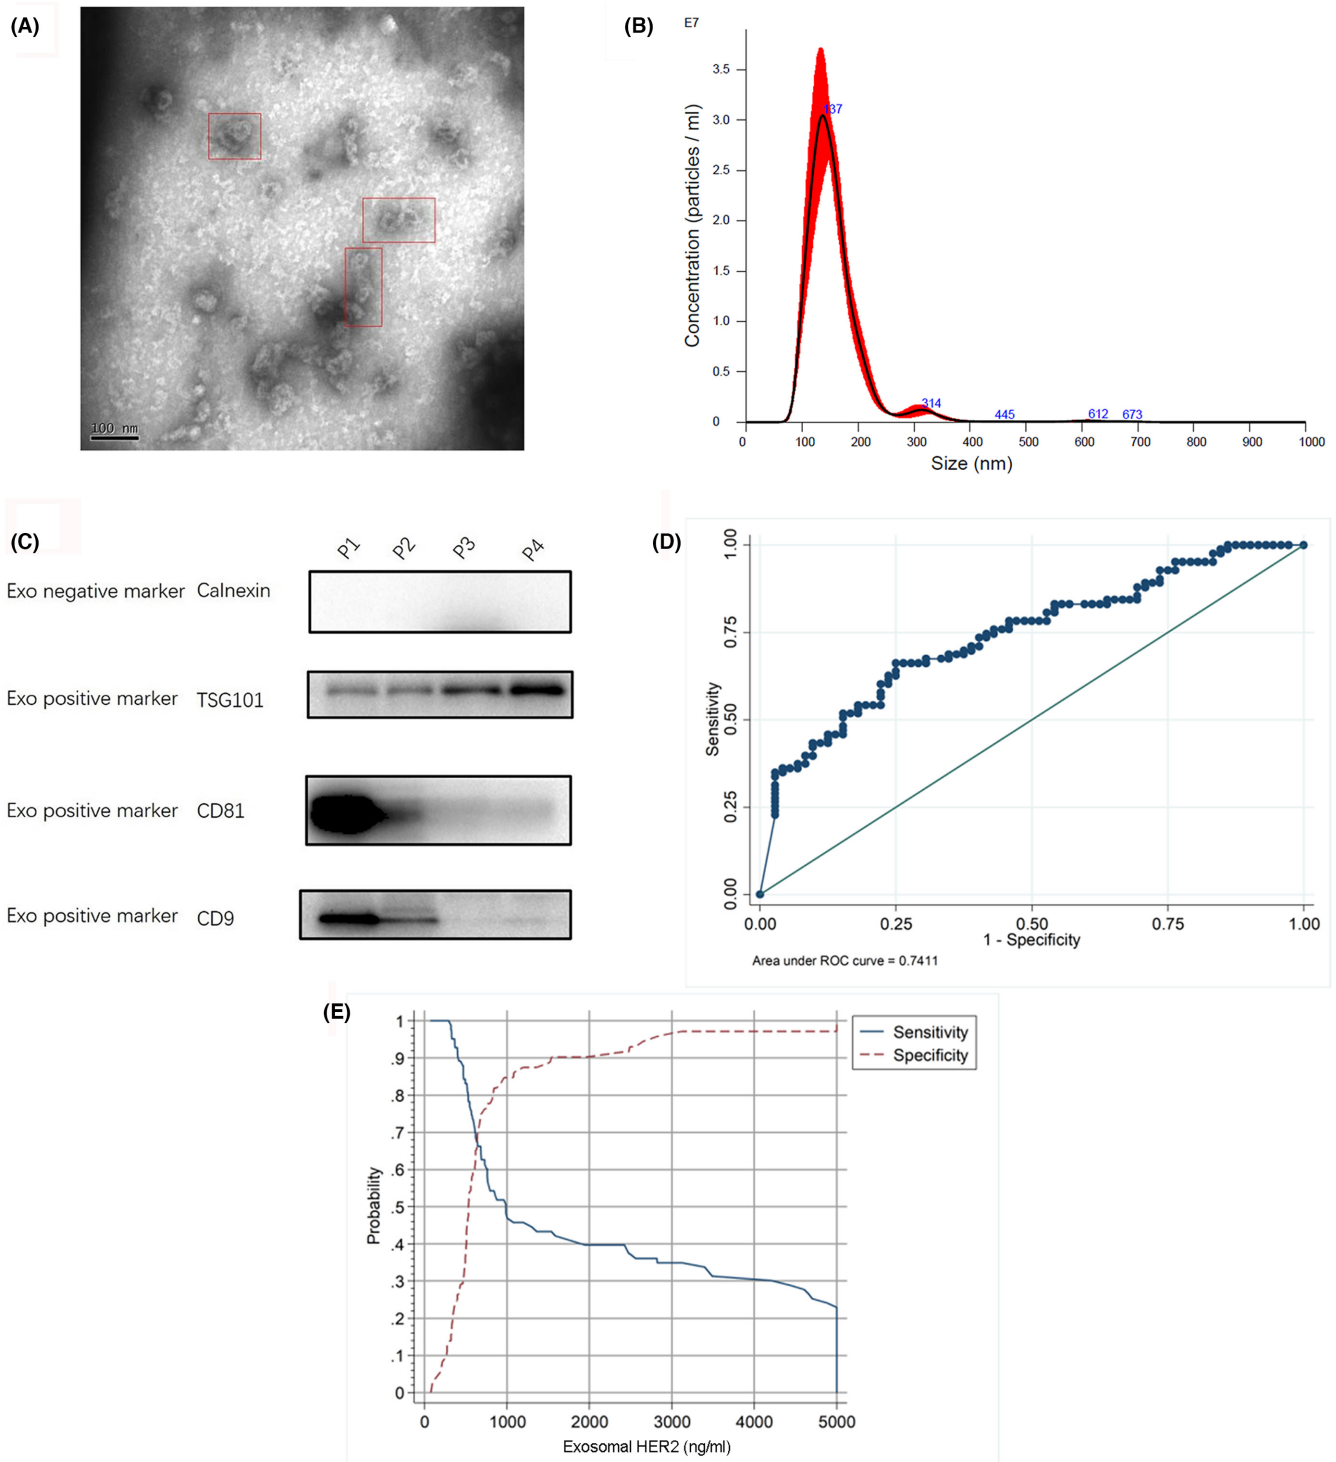 (A)
100 nm
(B)
E7
Concentration (particles / ml)
3.5
3.0
2.5
2.0
1.5
1.0
0.5
0
137
314
445
612
673
0 100 200 300 400 500 600 700 800 900 1000
Size (nm)
(C)
P1 P2 P3 P4
Exo negative marker Calnexin
Exo positive marker TSG101
Exo positive marker CD81
Exo positive marker CD9
(D)
Sensitivity
1.00
0.75
0.50
0.25
0.00
0.00 0.25 0.50 0.75 1.00
1 - Specificity
Area under ROC curve = 0.7411
(E)
Probability
1
.9
.8
.7
.6
.5
.4
.3
.2
.1
0
0 1000 2000 3000 4000 5000
Exosomal HER2 (ng/ml)
Sensitivity
Specificity